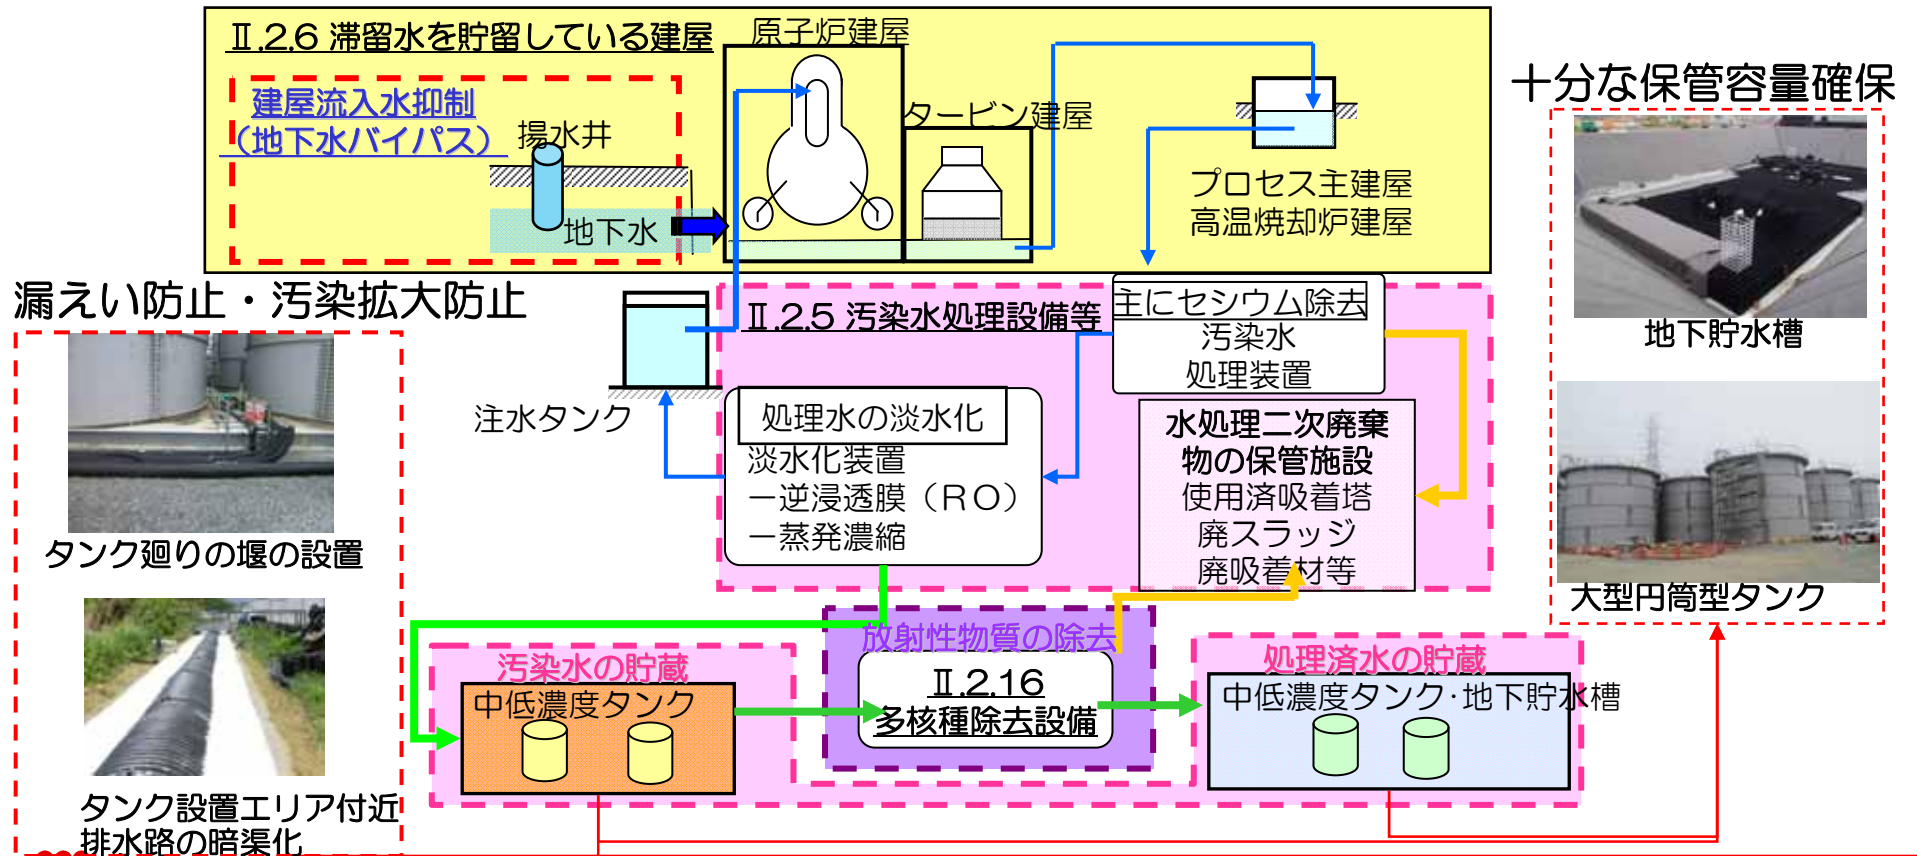 Ⅱ.2.6 滞留水を貯留している建屋
原子炉建屋
建屋流入水抑制
（地下水バイパス）
揚水井
地下水
タービン建屋
プロセス主建屋
高温焼却炉建屋
十分な保管容量確保
地下貯水槽
大型円筒型タンク
漏えい防止・汚染拡大防止
タンク廻りの堰の設置
タンク設置エリア付近
排水路の暗渠化
注水タンク
Ⅱ.2.5 汚染水処理設備等
主にセシウム除去
汚染水
処理装置
処理水の淡水化
淡水化装置
－逆浸透膜（ＲＯ）
－蒸発濃縮
水処理二次廃棄
物の保管施設
使用済吸着塔
廃スラッジ
廃吸着材等
放射性物質の除去
Ⅱ.2.16
多核種除去設備
汚染水の貯蔵
中低濃度タンク
処理済水の貯蔵
中低濃度タンク・地下貯水槽